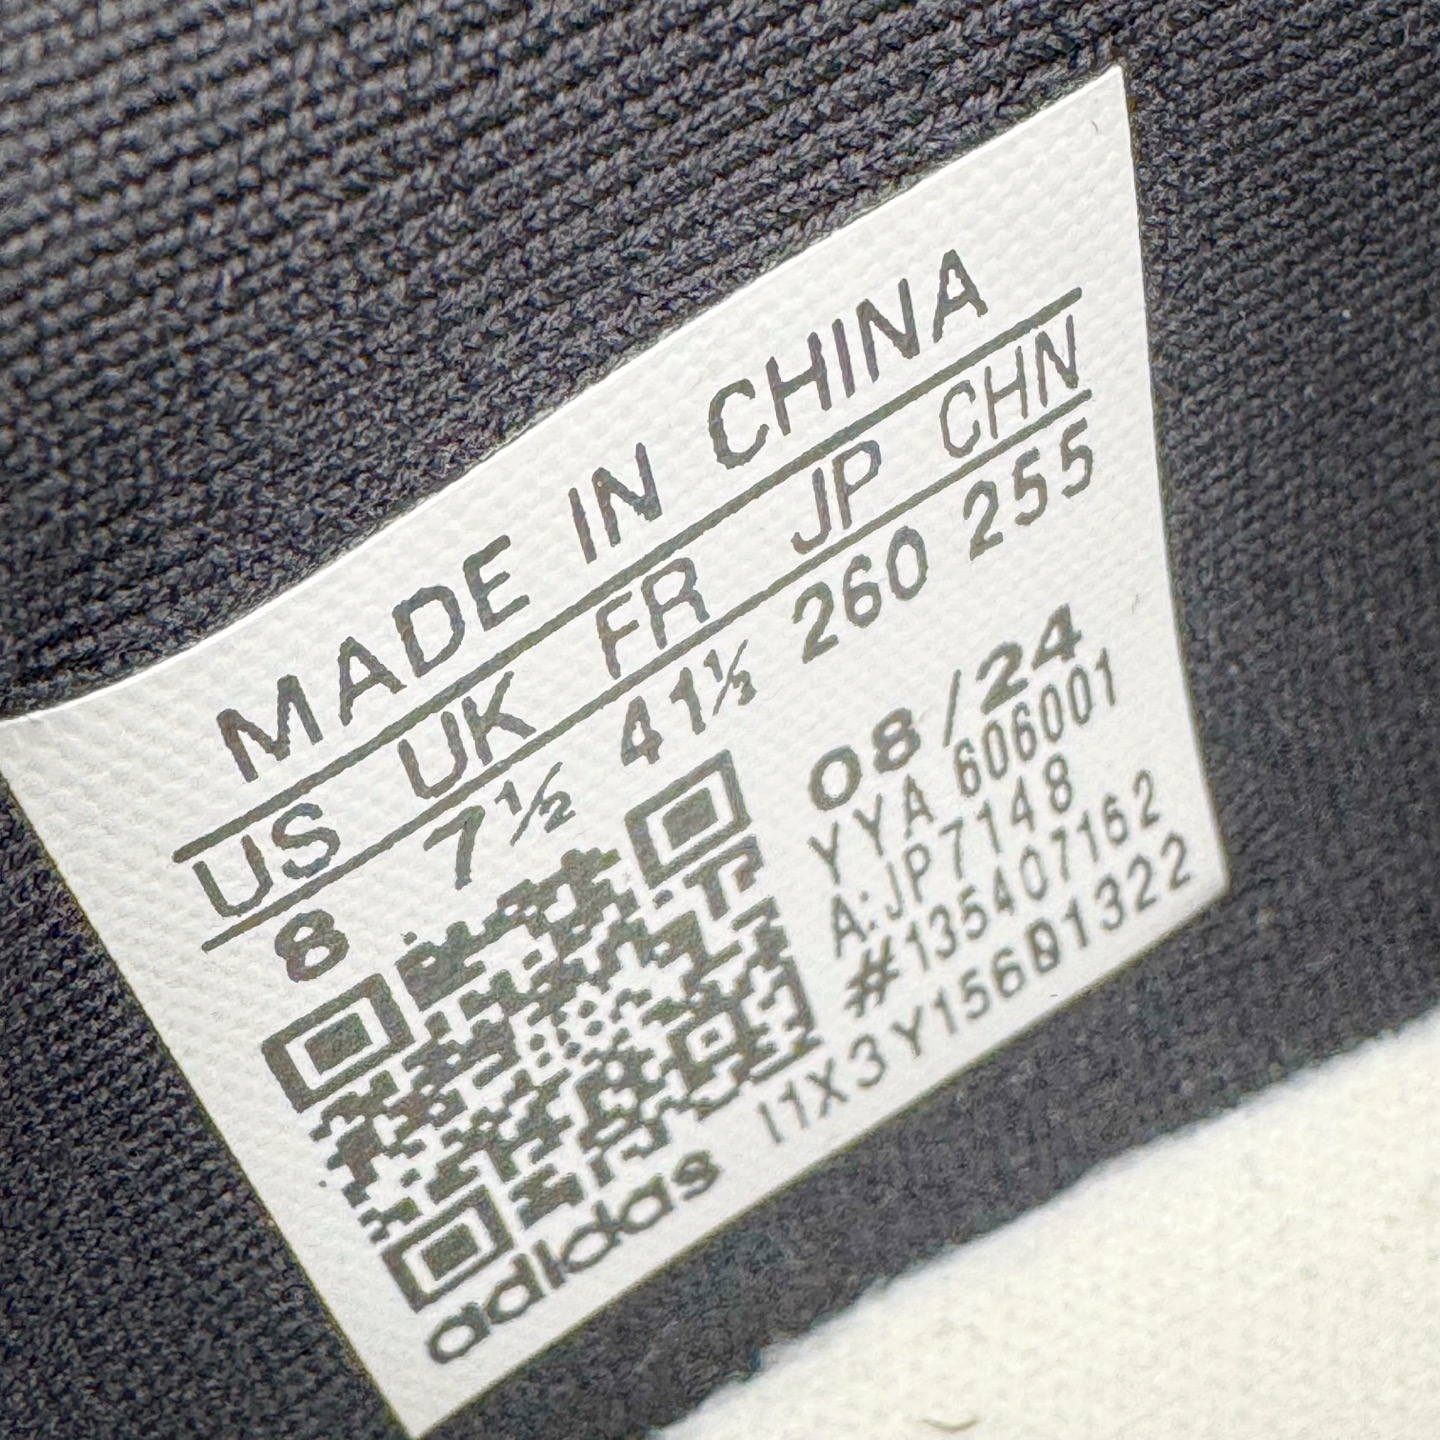 MADE IN CHINA
US UK FR JP CHN
8 7½ 41⅓ 260 255
08/24
YYA 606001
A:JP7148
#135407162
I1X3Y156B1322
adidas